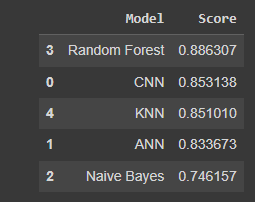 Model Score
3 Random Forest 0.886307
0 CNN 0.853138
4 KNN 0.851010
1 ANN 0.833673
2 Naive Bayes 0.746157